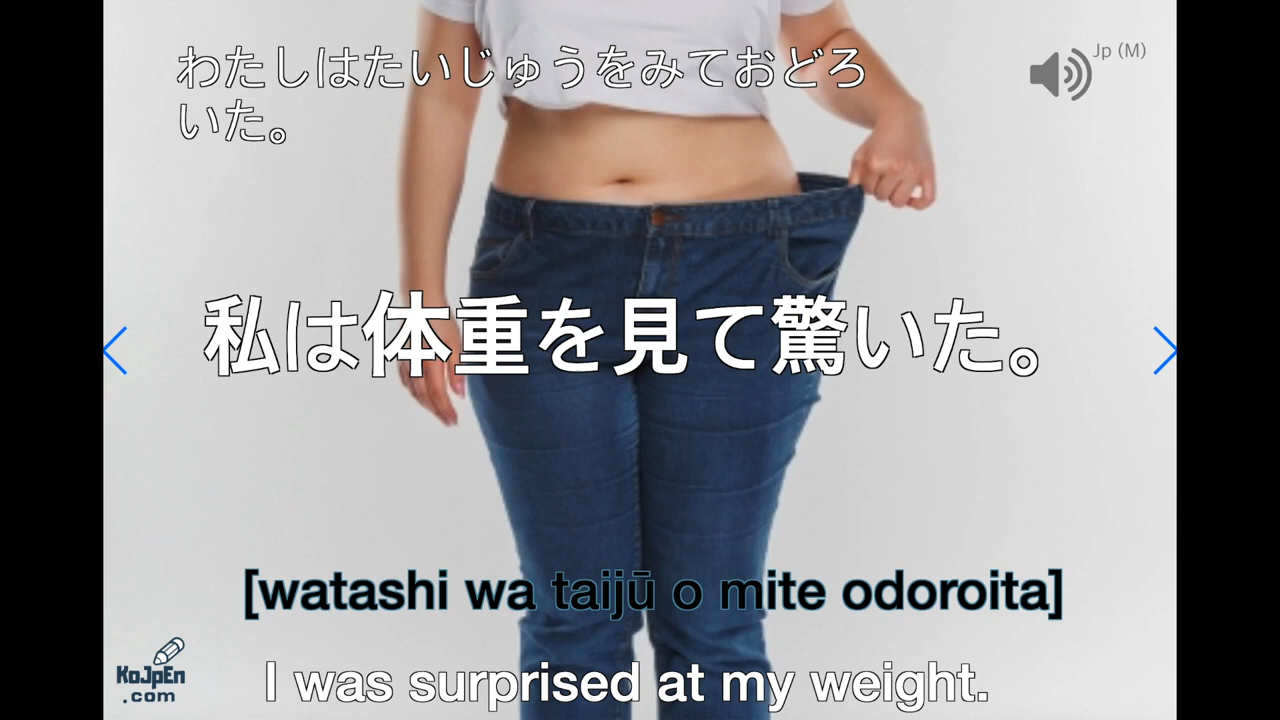 わたしはたいじゅうをみておどろ
いた。
Jp (M)
私は体重を見て驚いた。
[watashi wa taijū o mite odoroita]
KoJpEn
.com
I was surprised at my weight.